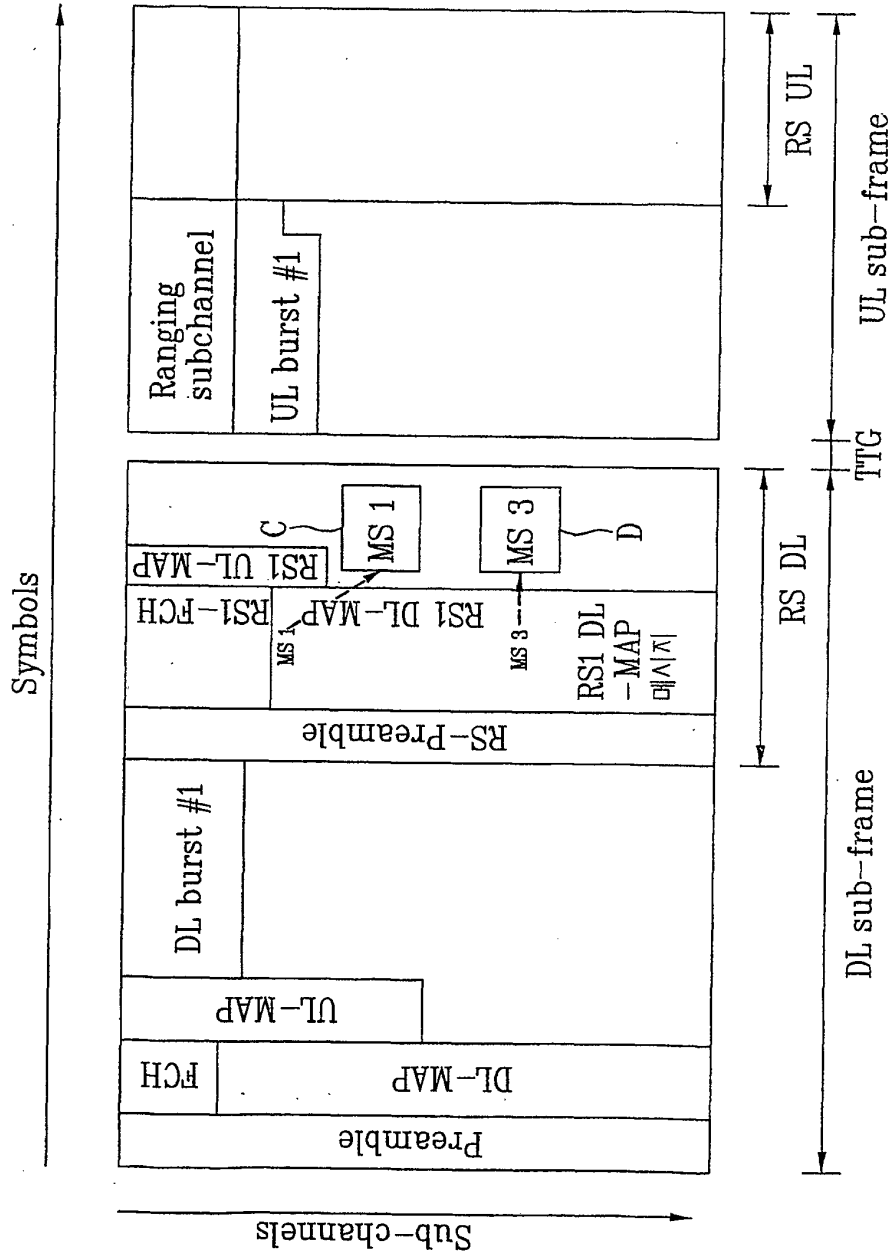 Symbols
Sub-channels
Preamble
FCH
DL-MAP
UL-MAP
DL burst #1
RS-Preamble
RS1-FCH
RS1 DL-MAP
MS 1
MS 3
RS1 DL
-MAP
메시지
RS1 UL-MAP
C
MS 1
MS 3
D
Ranging
subchannel
UL burst #1
RS DL
RS UL
DL sub-frame
TTG
UL sub-frame